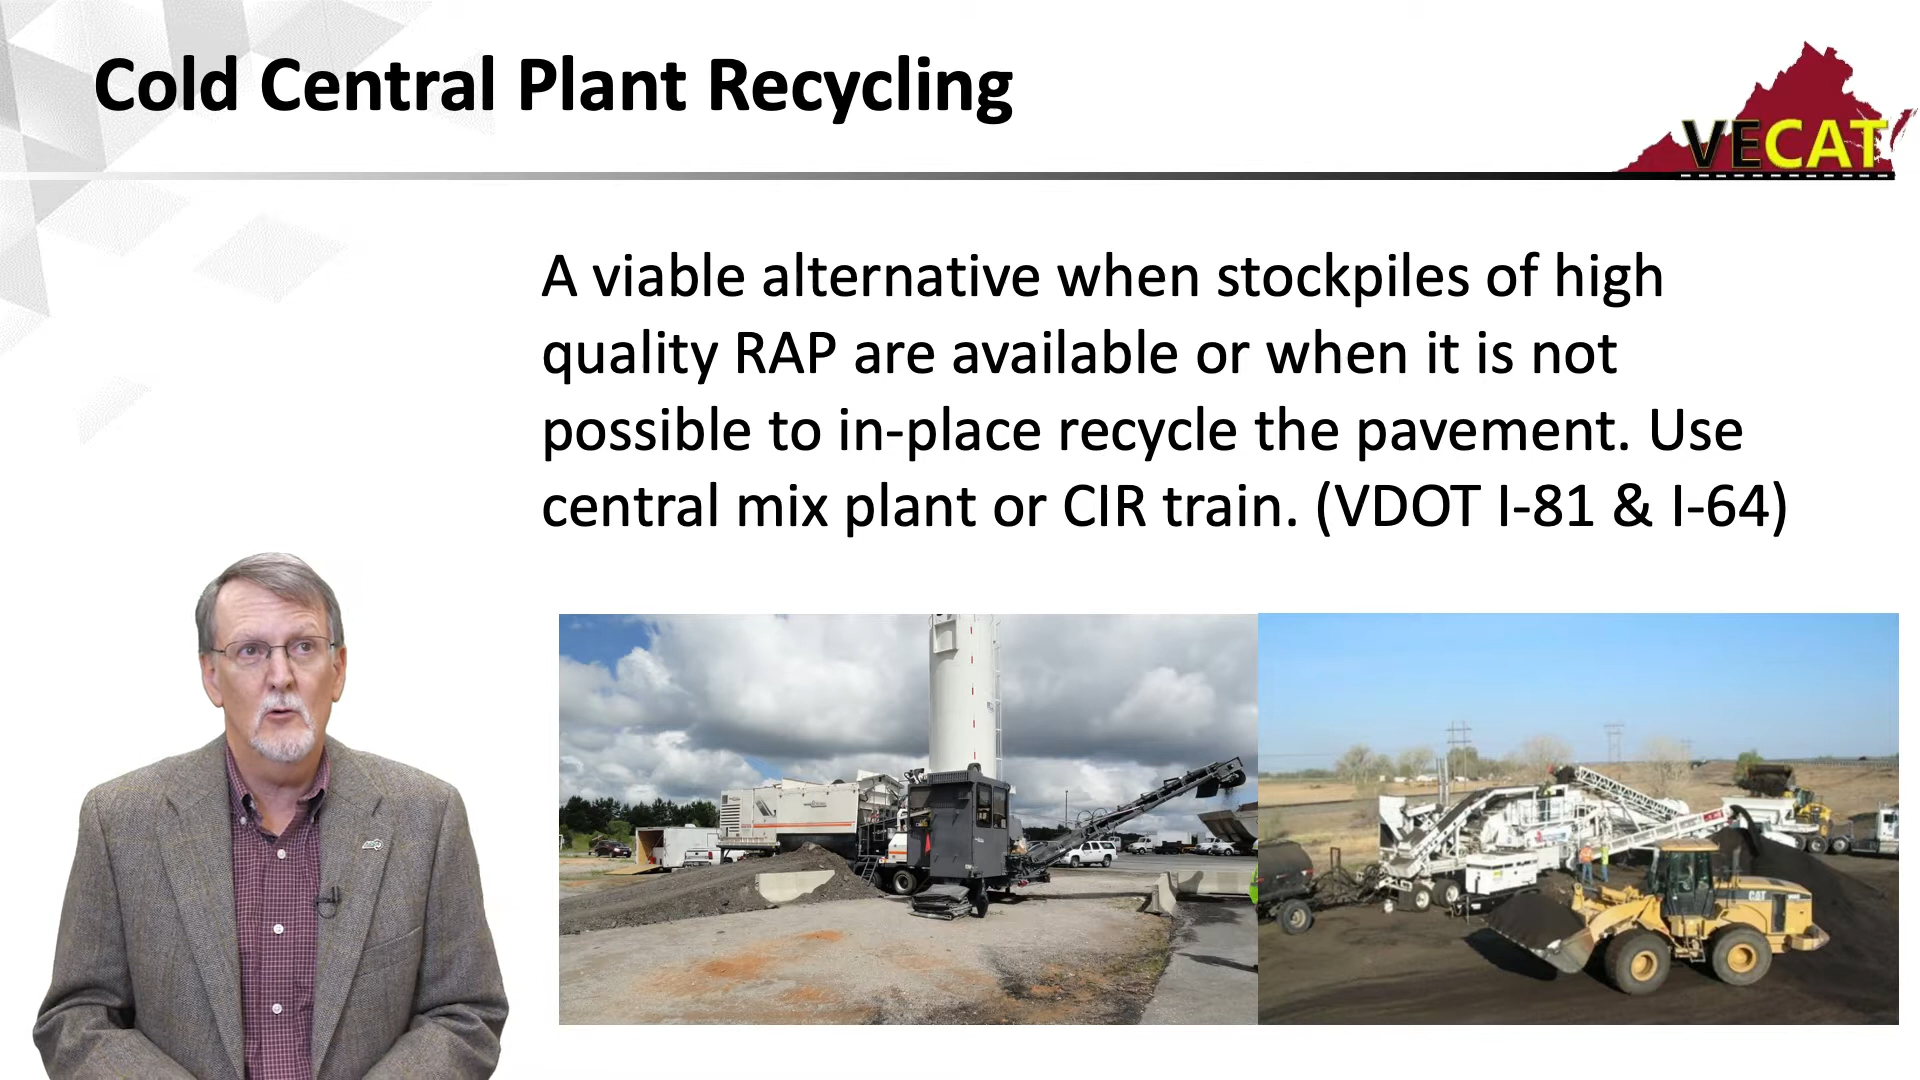 Cold Central Plant Recycling
VECAT
A viable alternative when stockpiles of high
quality RAP are available or when it is not
possible to in-place recycle the pavement. Use
central mix plant or CIR train. (VDOT I-81 & I-64)
CAT